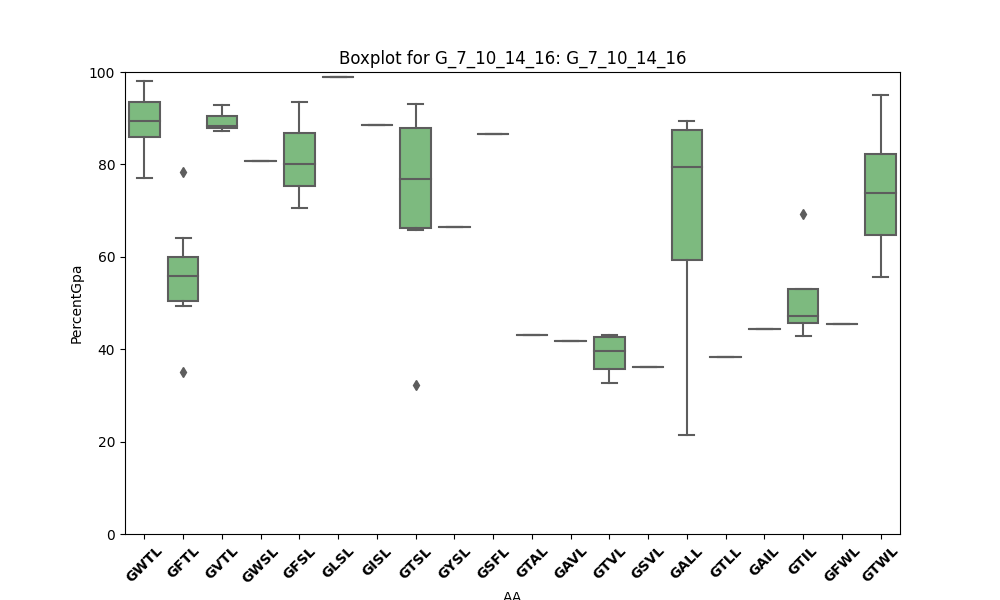 Boxplot for G_7_10_14_16: G_7_10_14_16
100
80
60
40
20
0
PercentGpa
GWTL
GFTL
GVTL
GWSL
GFSL
GLSL
GISL
GTSL
GYSL
GSFL
GTAL
GAVL
GTVL
GSVL
GALL
GTLL
GAIL
GTIL
GFWL
GTWL
AA